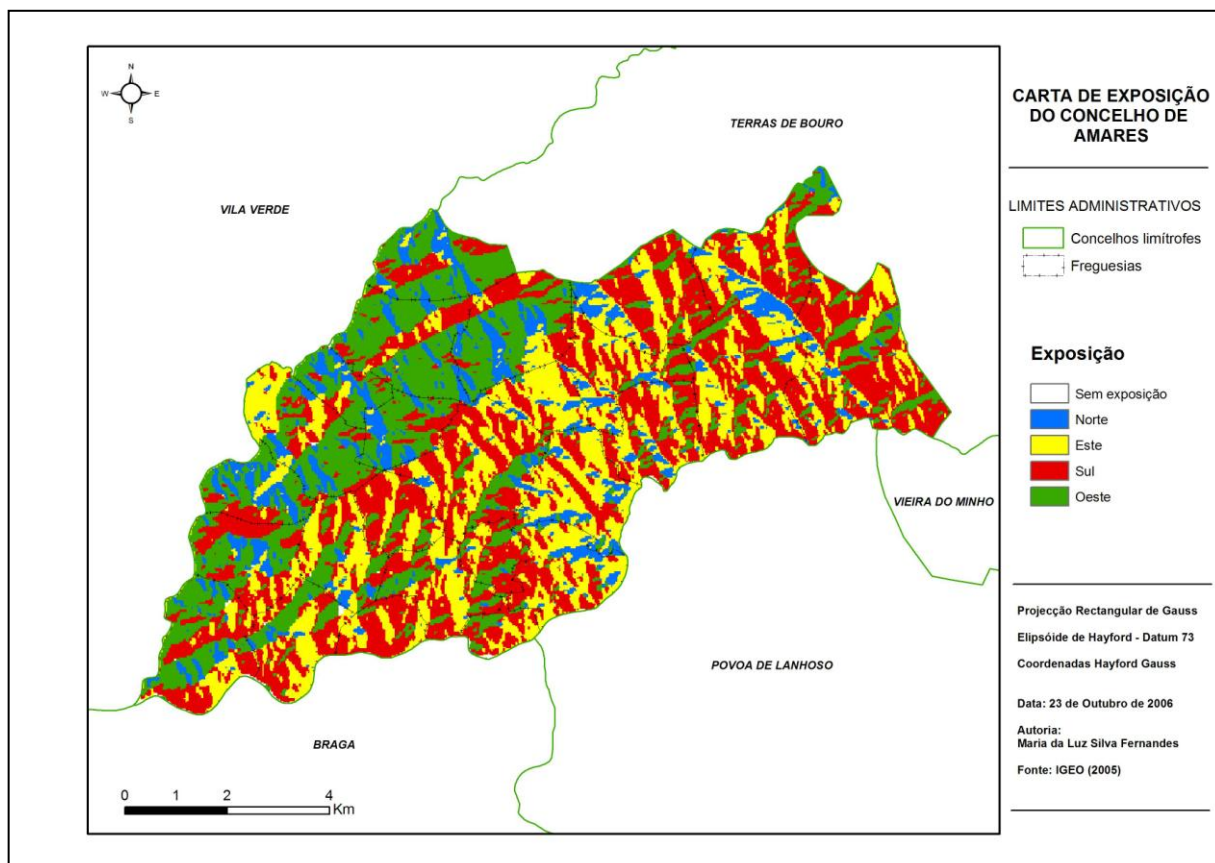 N
W E
S
TERRAS DE BOURO
VILA VERDE
VIEIRA DO MINHO
POVOA DE LANHOSO
BRAGA
0 1 2 4
Km
CARTA DE EXPOSIÇÃO
DO CONCELHO DE
AMARES
LIMITES ADMINISTRATIVOS
Concelhos limítrofes
Freguesias
Exposição
Sem exposição
Norte
Este
Sul
Oeste
Projecção Rectangular de Gauss
Elipsóide de Hayford - Datum 73
Coordenadas Hayford Gauss
Data: 23 de Outubro de 2006
Autoria:
Maria da Luz Silva Fernandes
Fonte: IGEO (2005)